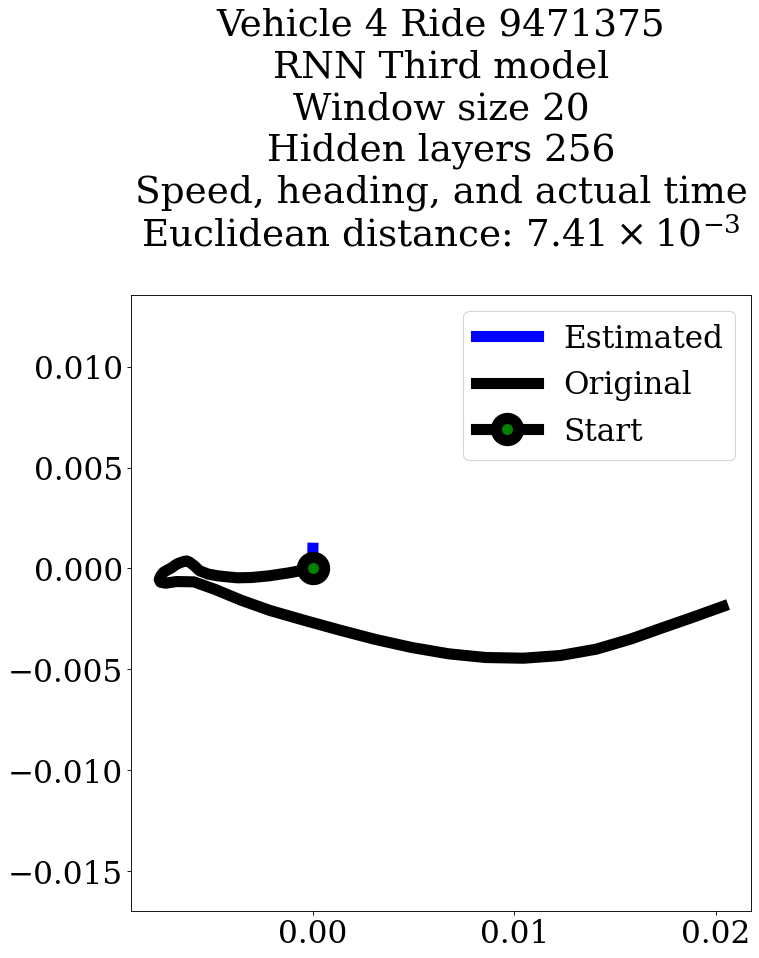 Vehicle 4 Ride 9471375
RNN Third model
Window size 20
Hidden layers 256
Speed, heading, and actual time
Euclidean distance: 7.41 × 10⁻³
Estimated
Original
Start
0.010
0.005
0.000
−0.005
−0.010
−0.015
0.00 0.01 0.02